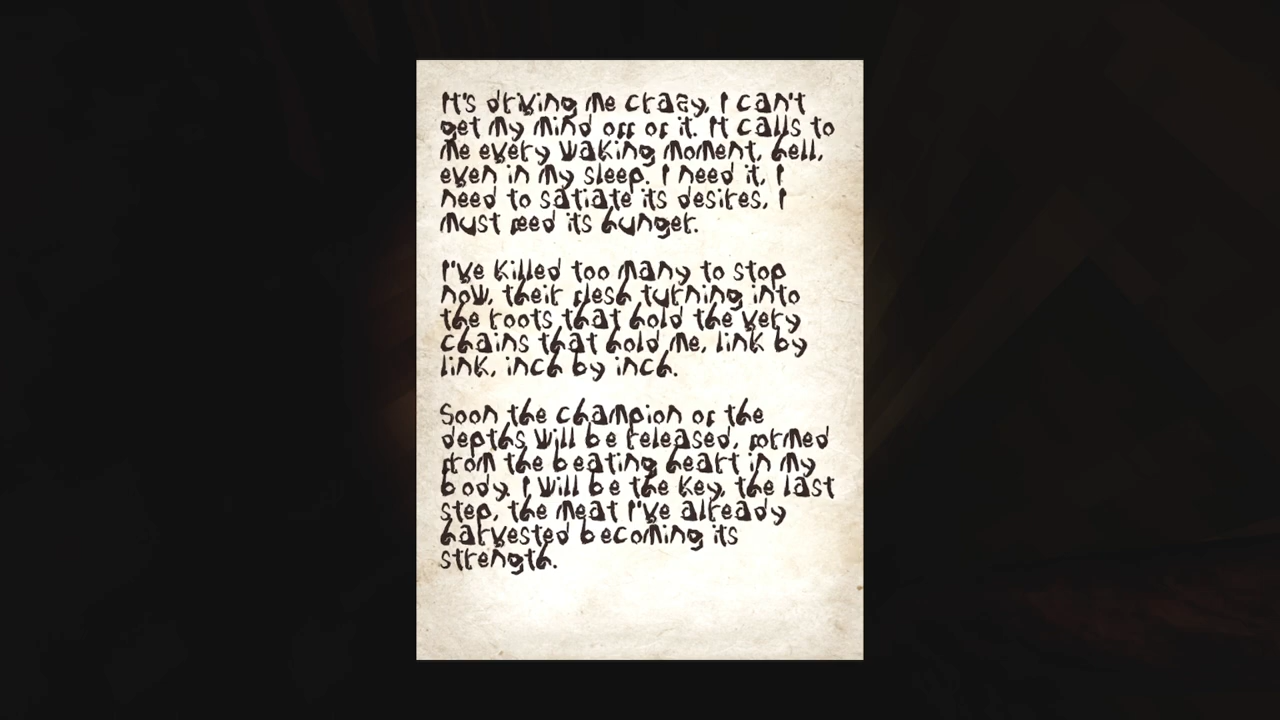 It's driving me crazy, I can't
get my mind off of it. It calls to
me every waking moment, hell,
even in my sleep. I need it, I
need to satiate its desires, I
must feed its hunger.
I've killed too many to stop
now, their flesh turning into
the roots that hold the very
chains that hold me, link by
link, inch by inch.
Soon the champion of the
depths will be released, formed
from the beating heart in my
body. I will be the key, the last
step, the meat I've already
harvested becoming its
strength.